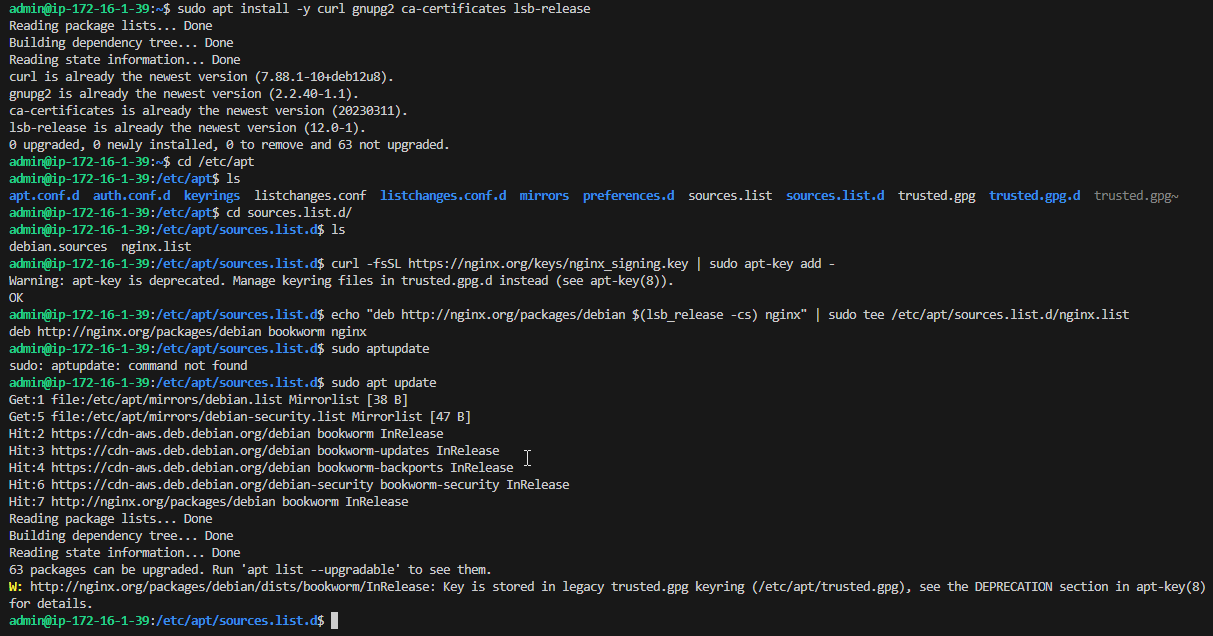 admin@ip-172-16-1-39:~$ sudo apt install -y curl gnupg2 ca-certificates lsb-release
Reading package lists... Done
Building dependency tree... Done
Reading state information... Done
curl is already the newest version (7.88.1-10+deb12u8).
gnupg2 is already the newest version (2.2.40-1.1).
ca-certificates is already the newest version (20230311).
lsb-release is already the newest version (12.0-1).
0 upgraded, 0 newly installed, 0 to remove and 63 not upgraded.
admin@ip-172-16-1-39:~$ cd /etc/apt
admin@ip-172-16-1-39:/etc/apt$ ls
apt.conf.d  auth.conf.d  keyrings  listchanges.conf  listchanges.conf.d  mirrors  preferences.d  sources.list  sources.list.d  trusted.gpg  trusted.gpg.d  trusted.gpg~
admin@ip-172-16-1-39:/etc/apt$ cd sources.list.d/
admin@ip-172-16-1-39:/etc/apt/sources.list.d$ ls
debian.sources  nginx.list
admin@ip-172-16-1-39:/etc/apt/sources.list.d$ curl -fsSL https://nginx.org/keys/nginx_signing.key | sudo apt-key add -
Warning: apt-key is deprecated. Manage keyring files in trusted.gpg.d instead (see apt-key(8)).
OK
admin@ip-172-16-1-39:/etc/apt/sources.list.d$ echo "deb http://nginx.org/packages/debian $(lsb_release -cs) nginx" | sudo tee /etc/apt/sources.list.d/nginx.list
deb http://nginx.org/packages/debian bookworm nginx
admin@ip-172-16-1-39:/etc/apt/sources.list.d$ sudo aptupdate
sudo: aptupdate: command not found
admin@ip-172-16-1-39:/etc/apt/sources.list.d$ sudo apt update
Get:1 file:/etc/apt/mirrors/debian.list Mirrorlist [38 B]
Get:5 file:/etc/apt/mirrors/debian-security.list Mirrorlist [47 B]
Hit:2 https://cdn-aws.deb.debian.org/debian bookworm InRelease
Hit:3 https://cdn-aws.deb.debian.org/debian bookworm-updates InRelease
Hit:4 https://cdn-aws.deb.debian.org/debian bookworm-backports InRelease
Hit:6 https://cdn-aws.deb.debian.org/debian-security bookworm-security InRelease
Hit:7 http://nginx.org/packages/debian bookworm InRelease
Reading package lists... Done
Building dependency tree... Done
Reading state information... Done
63 packages can be upgraded. Run 'apt list --upgradable' to see them.
W: http://nginx.org/packages/debian/dists/bookworm/InRelease: Key is stored in legacy trusted.gpg keyring (/etc/apt/trusted.gpg), see the DEPRECATION section in apt-key(8)
for details.
admin@ip-172-16-1-39:/etc/apt/sources.list.d$